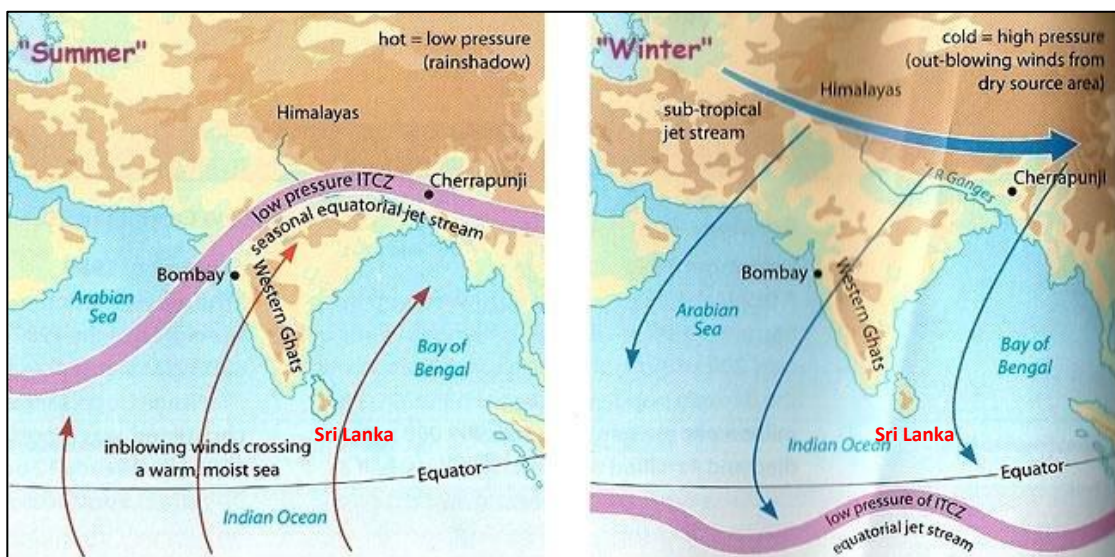 "Summer"
hot = low pressure
(rainshadow)
Himalayas
low pressure ITCZ
Cherrapunji
seasonal equatorial jet stream
Bombay
Western Ghats
Arabian
Sea
Bay of
Bengal
Sri Lanka
inblowing winds crossing
a warm, moist sea
Equator
Indian Ocean
"Winter"
cold = high pressure
(out-blowing winds from
dry source area)
Himalayas
sub-tropical
jet stream
R Ganges
Cherrapunji
Bombay
Western Ghats
Arabian
Sea
Bay of
Bengal
Indian Ocean
Sri Lanka
Equator
low pressure of ITCZ
equatorial jet stream